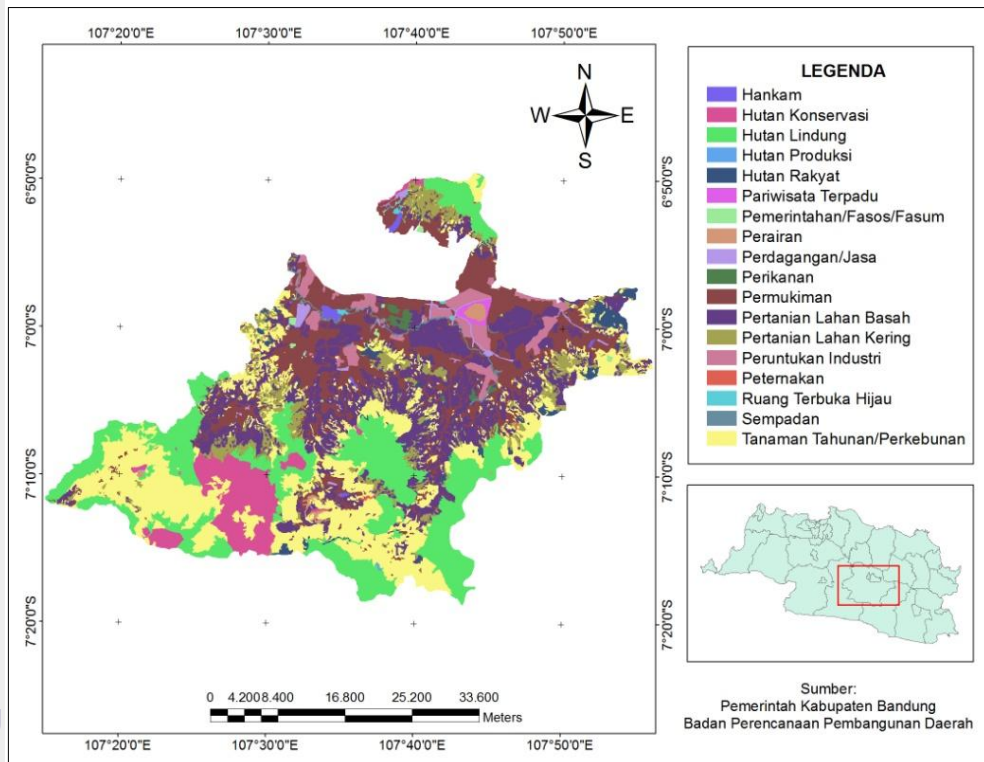 107°20'0"E 107°30'0"E 107°40'0"E 107°50'0"E
N
W E
S
6°50'0"S 6°50'0"S
7°0'0"S 7°0'0"S
7°10'0"S 7°10'0"S
7°20'0"S 7°20'0"S
0 4.200 8.400 16.800 25.200 33.600
Meters
107°20'0"E 107°30'0"E 107°40'0"E 107°50'0"E
LEGENDA
Hankam
Hutan Konservasi
Hutan Lindung
Hutan Produksi
Hutan Rakyat
Pariwisata Terpadu
Pemerintahan/Fasos/Fasum
Perairan
Perdagangan/Jasa
Perikanan
Permukiman
Pertanian Lahan Basah
Pertanian Lahan Kering
Peruntukan Industri
Peternakan
Ruang Terbuka Hijau
Sempadan
Tanaman Tahunan/Perkebunan
Sumber:
Pemerintah Kabupaten Bandung
Badan Perencanaan Pembangunan Daerah